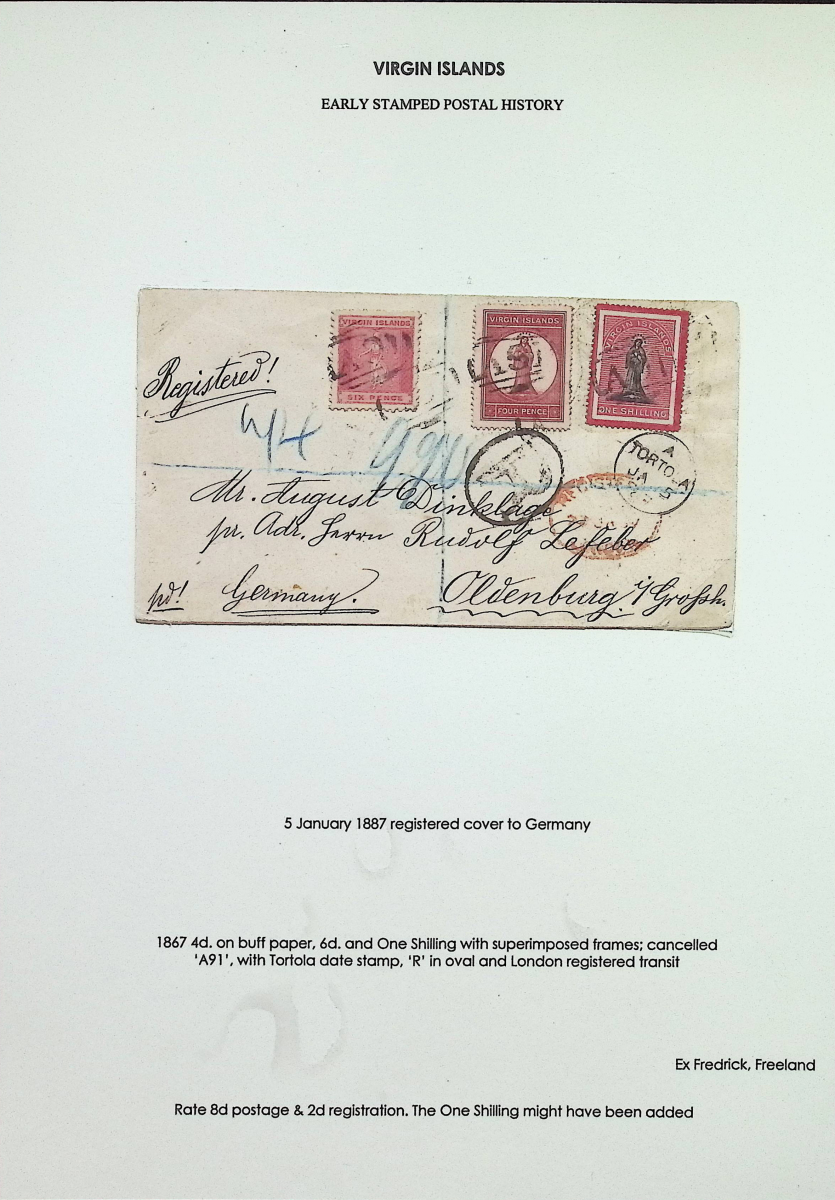 VIRGIN ISLANDS
EARLY STAMPED POSTAL HISTORY
VIRGIN ISLANDS
SIX PENCE
VIRGIN ISLANDS
FOUR PENCE
VIRGIN ISLANDS
ONE SHILLING
Registered!
A
TORTOLA
JA 5
R
Mr. August Dinklage
pr. Adr. Herrn Rudolf Lefeber
pd! Germany. Oldenburg i/Grossh.
5 January 1887 registered cover to Germany
1867 4d. on buff paper, 6d. and One Shilling with superimposed frames; cancelled
'A91', with Tortola date stamp, 'R' in oval and London registered transit
Ex Fredrick, Freeland
Rate 8d postage & 2d registration. The One Shilling might have been added